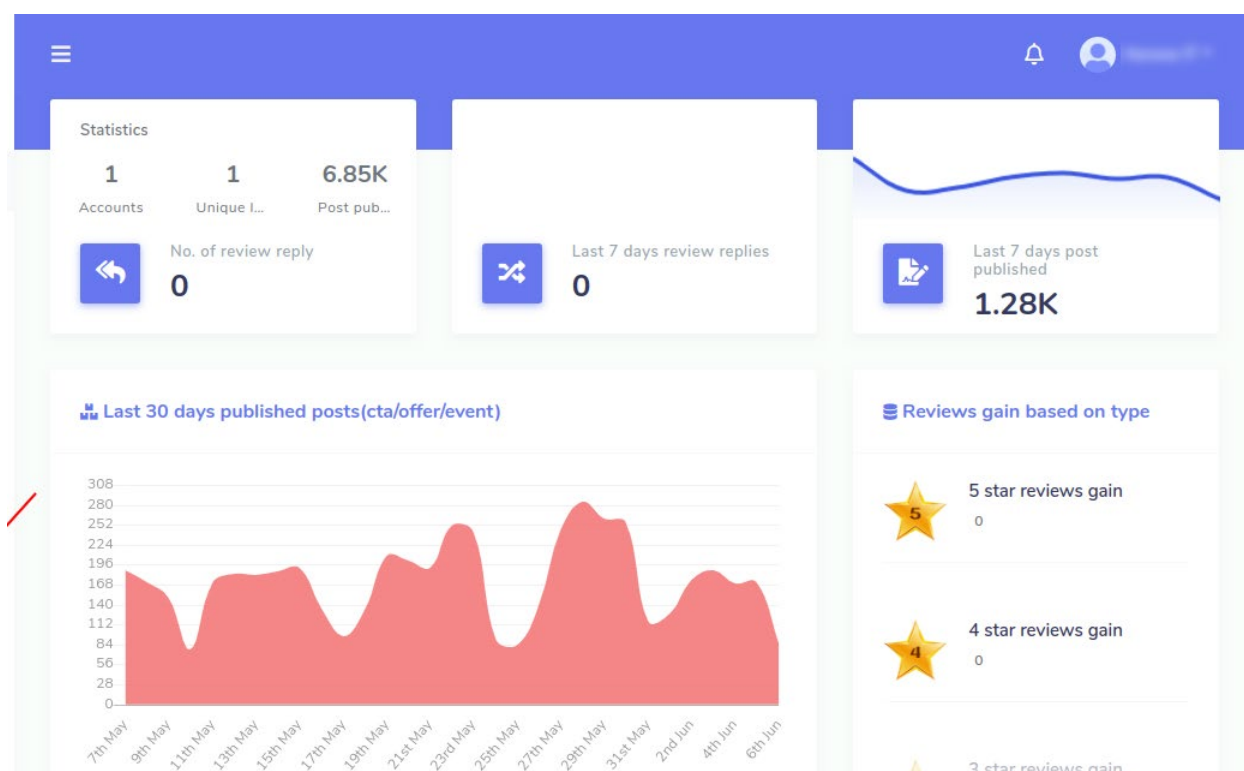 Statistics
1 1 6.85K
Accounts Unique I... Post pub...
No. of review reply
0
Last 7 days review replies
0
Last 7 days post
published
1.28K
Last 30 days published posts(cta/offer/event)
308
280
252
224
196
168
140
112
84
56
28
0
7th May 9th May 11th May 13th May 15th May 17th May 19th May 21st May 23rd May 25th May 27th May 29th May 31st May 2nd Jun 4th Jun 6th Jun
Reviews gain based on type
5
5 star reviews gain
0
4
4 star reviews gain
0
3 star reviews gain